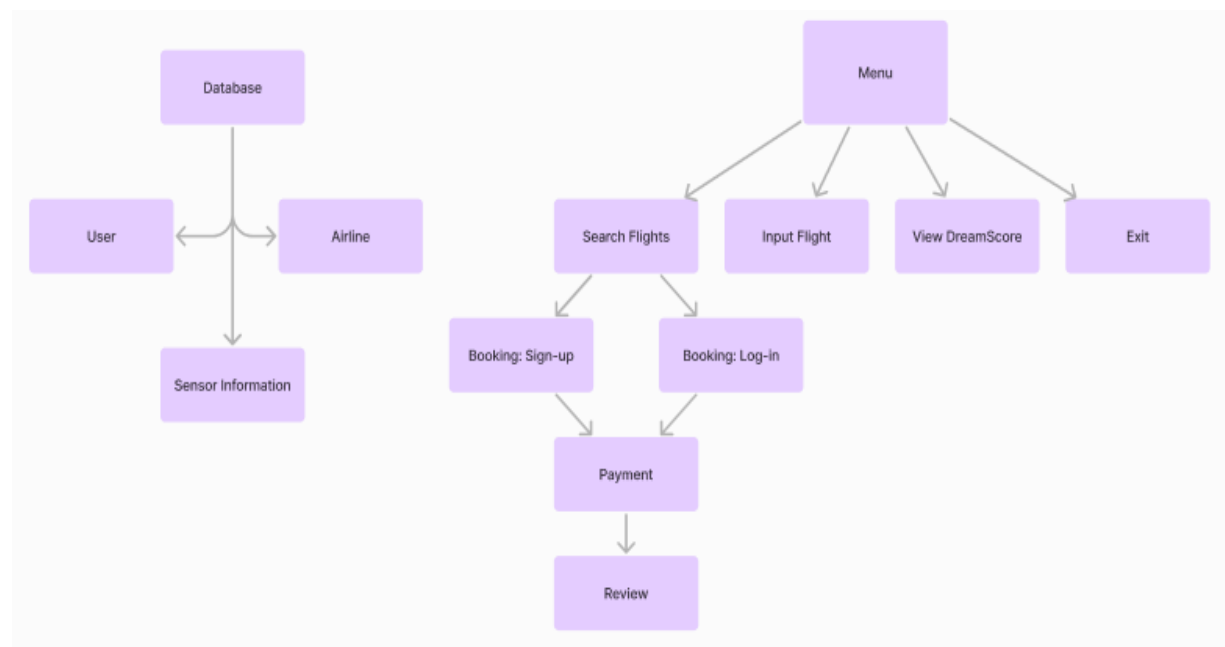 Menu
Database
User
Airline
Search Flights
Input Flight
View DreamScore
Exit
Booking: Sign-up
Booking: Log-in
Sensor Information
Payment
Review